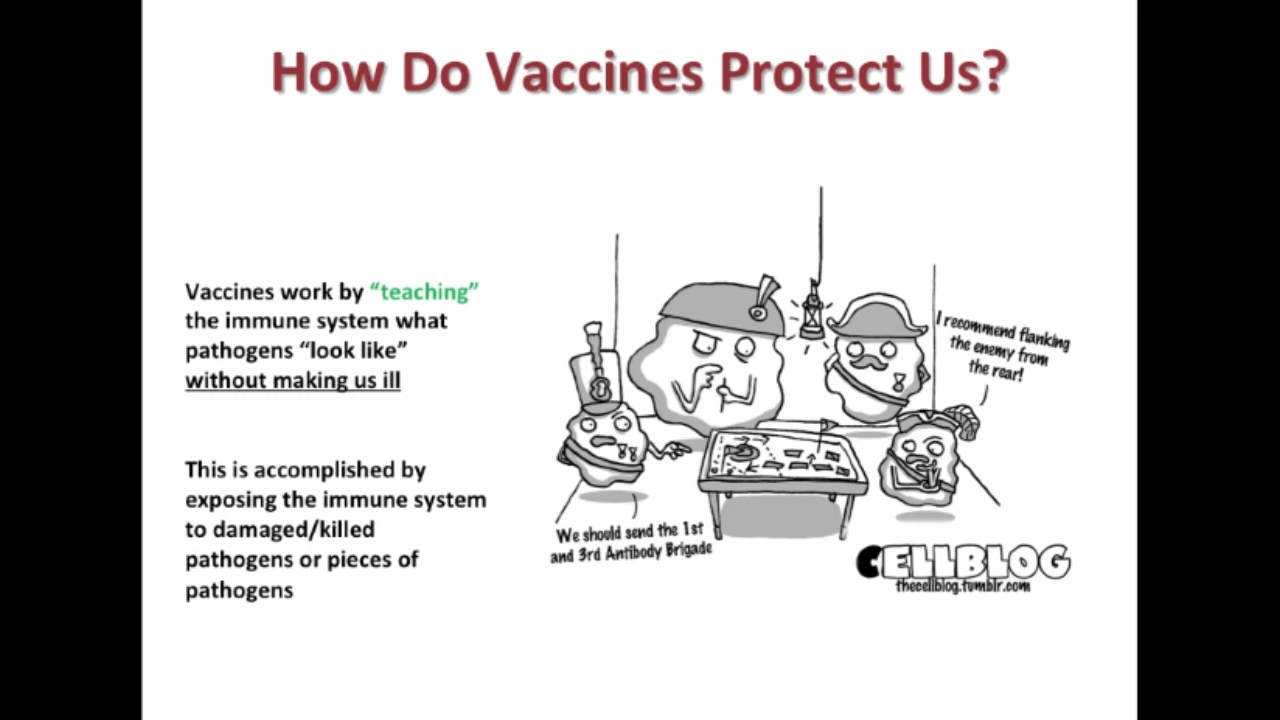 How Do Vaccines Protect Us?
Vaccines work by “teaching”
the immune system what
pathogens “look like”
without making us ill
This is accomplished by
exposing the immune system
to damaged/killed
pathogens or pieces of
pathogens
I recommend flanking
the enemy from
the rear!
We should send the 1st
and 3rd Antibody Brigade
CELLBLOG
thecellblog.tumblr.com